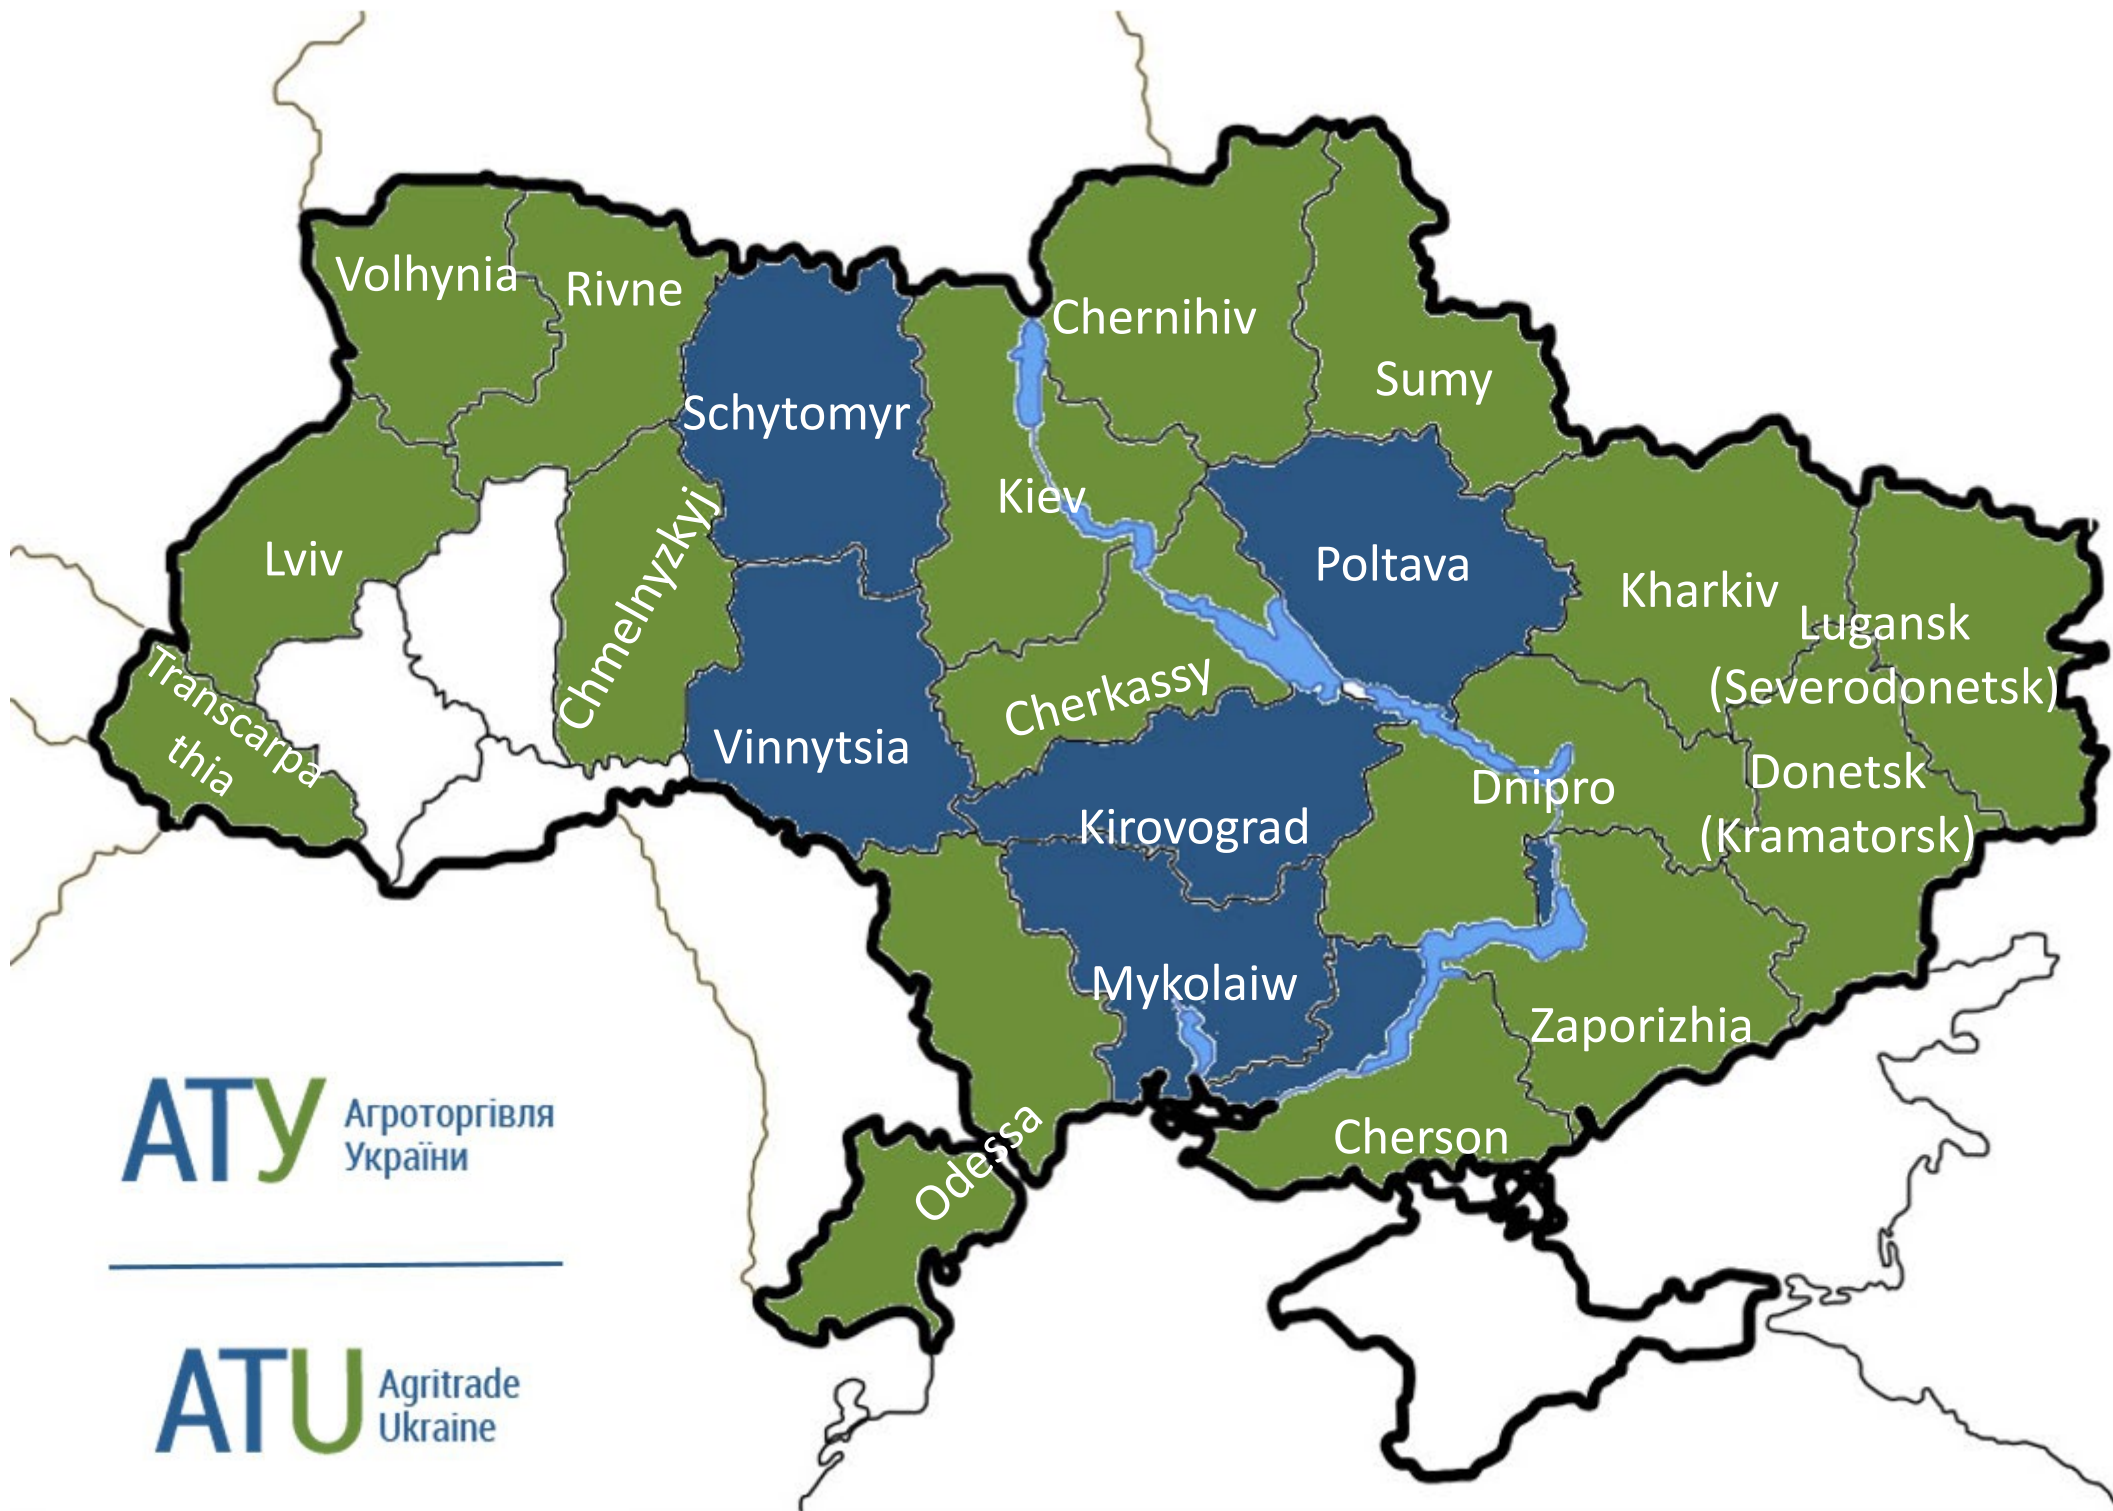 Volhynia
Rivne
Chernihiv
Sumy
Schytomyr
Kiev
Chmelnyzkyj
Lviv
Poltava
Kharkiv
Lugansk
(Severodonetsk)
Transcarpa
thia
Cherkassy
Vinnytsia
Kirovograd
Dnipro
Donetsk
(Kramatorsk)
Mykolaiw
Zaporizhia
Odessa
Cherson
АТУ
Агроторгівля
України
ATU
Agritrade
Ukraine